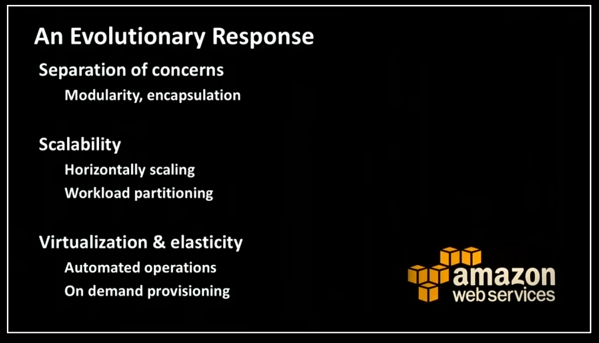 An Evolutionary Response
Separation of concerns
Modularity, encapsulation
Scalability
Horizontally scaling
Workload partitioning
Virtualization & elasticity
Automated operations
On demand provisioning
amazon
webservices